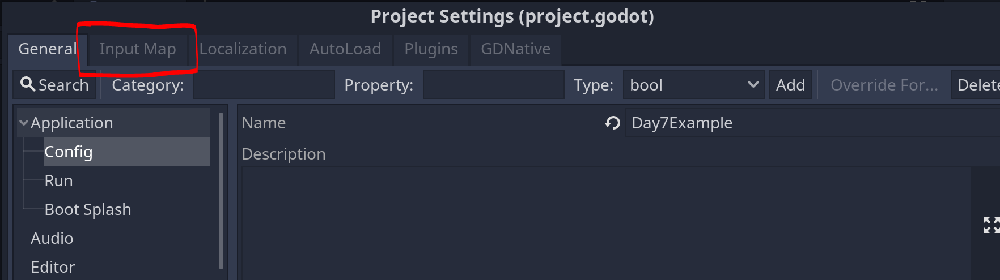 Project Settings (project.godot)
General Input Map Localization AutoLoad Plugins GDNative
Search Category: Property: Type: bool Add Override For... Delete
Application Name Day7Example
Config Description
Run
Boot Splash
Audio
Editor